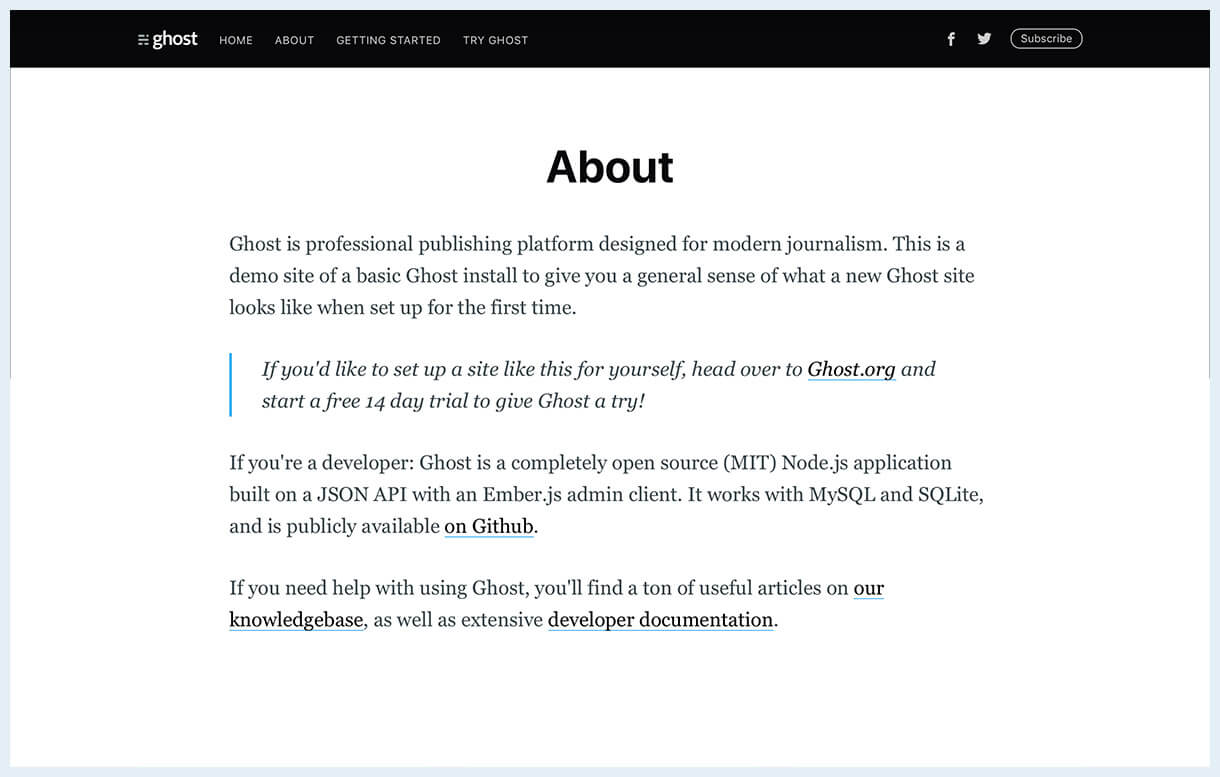 ghost HOME ABOUT GETTING STARTED TRY GHOST Subscribe
About
Ghost is professional publishing platform designed for modern journalism. This is a
demo site of a basic Ghost install to give you a general sense of what a new Ghost site
looks like when set up for the first time.
If you'd like to set up a site like this for yourself, head over to Ghost.org and
start a free 14 day trial to give Ghost a try!
If you're a developer: Ghost is a completely open source (MIT) Node.js application
built on a JSON API with an Ember.js admin client. It works with MySQL and SQLite,
and is publicly available on Github.
If you need help with using Ghost, you'll find a ton of useful articles on our
knowledgebase, as well as extensive developer documentation.